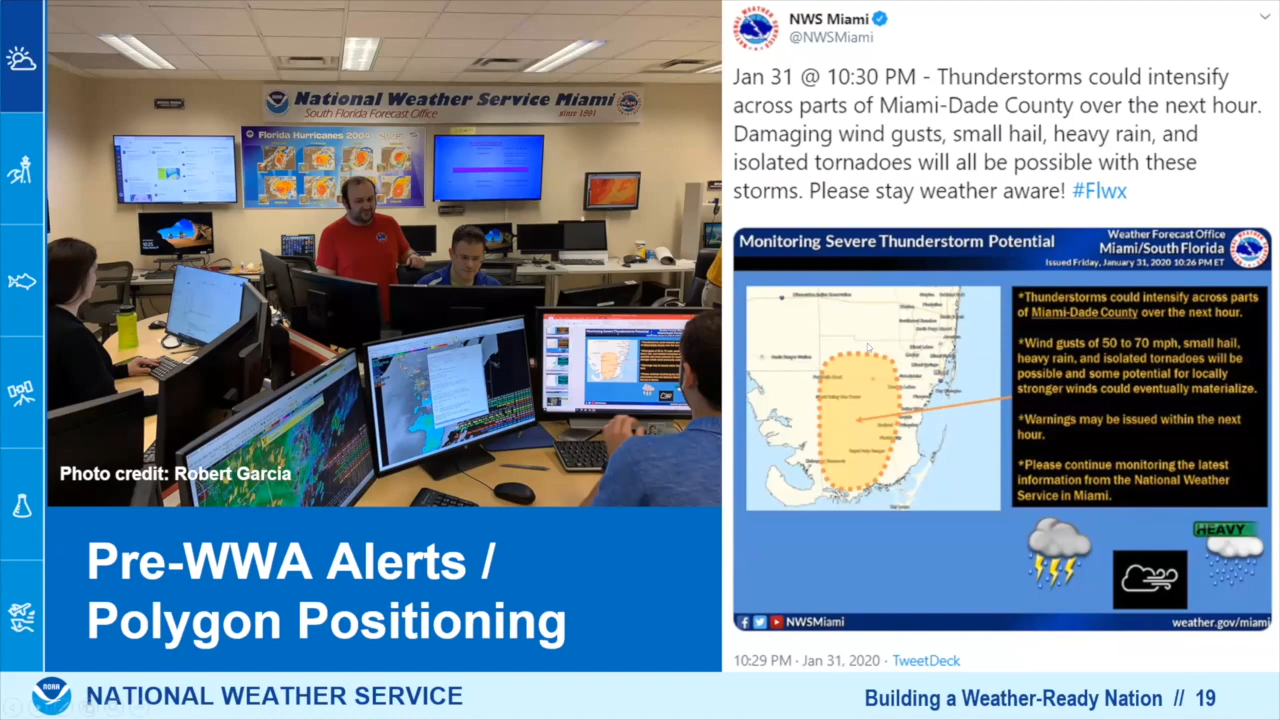 National Weather Service Miami
South Florida Forecast Office
since 1891
Florida Hurricanes 2004 -
Monitoring Severe Thunderstorm Potential
Photo credit: Robert Garcia
Pre-WWA Alerts /
Polygon Positioning
NWS Miami
@NWSMiami
Jan 31 @ 10:30 PM - Thunderstorms could intensify
across parts of Miami-Dade County over the next hour.
Damaging wind gusts, small hail, heavy rain, and
isolated tornadoes will all be possible with these
storms. Please stay weather aware! #Flwx
Monitoring Severe Thunderstorm Potential
Weather Forecast Office
Miami/South Florida
Issued Friday, January 31, 2020 10:26 PM ET
*Thunderstorms could intensify across parts
of Miami-Dade County over the next hour.
*Wind gusts of 50 to 70 mph, small hail,
heavy rain, and isolated tornadoes will be
possible and some potential for locally
stronger winds could eventually materialize.
*Warnings may be issued within the next
hour.
*Please continue monitoring the latest
information from the National Weather
Service in Miami.
HEAVY
NWSMiami
weather.gov/miami
10:29 PM · Jan 31, 2020 · TweetDeck
NOAA
NATIONAL WEATHER SERVICE
Building a Weather-Ready Nation // 19